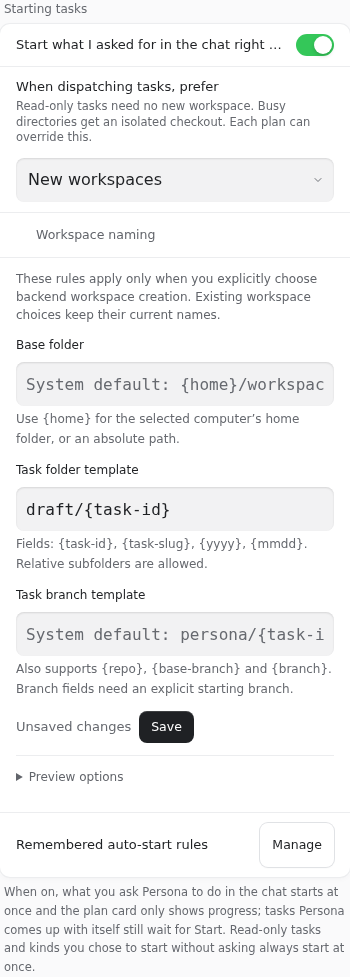 Starting tasks
Start what I asked for in the chat right ...
When dispatching tasks, prefer
Read-only tasks need no new workspace. Busy
directories get an isolated checkout. Each plan can
override this.
New workspaces
Workspace naming
These rules apply only when you explicitly choose
backend workspace creation. Existing workspace
choices keep their current names.
Base folder
System default: {home}/workspac
Use {home} for the selected computer’s home
folder, or an absolute path.
Task folder template
draft/{task-id}
Fields: {task-id}, {task-slug}, {yyyy}, {mmdd}.
Relative subfolders are allowed.
Task branch template
System default: persona/{task-i
Also supports {repo}, {base-branch} and {branch}.
Branch fields need an explicit starting branch.
Unsaved changes Save
Preview options
Remembered auto-start rules Manage
When on, what you ask Persona to do in the chat starts at
once and the plan card only shows progress; tasks Persona
comes up with itself still wait for Start. Read-only tasks
and kinds you chose to start without asking always start at
once.